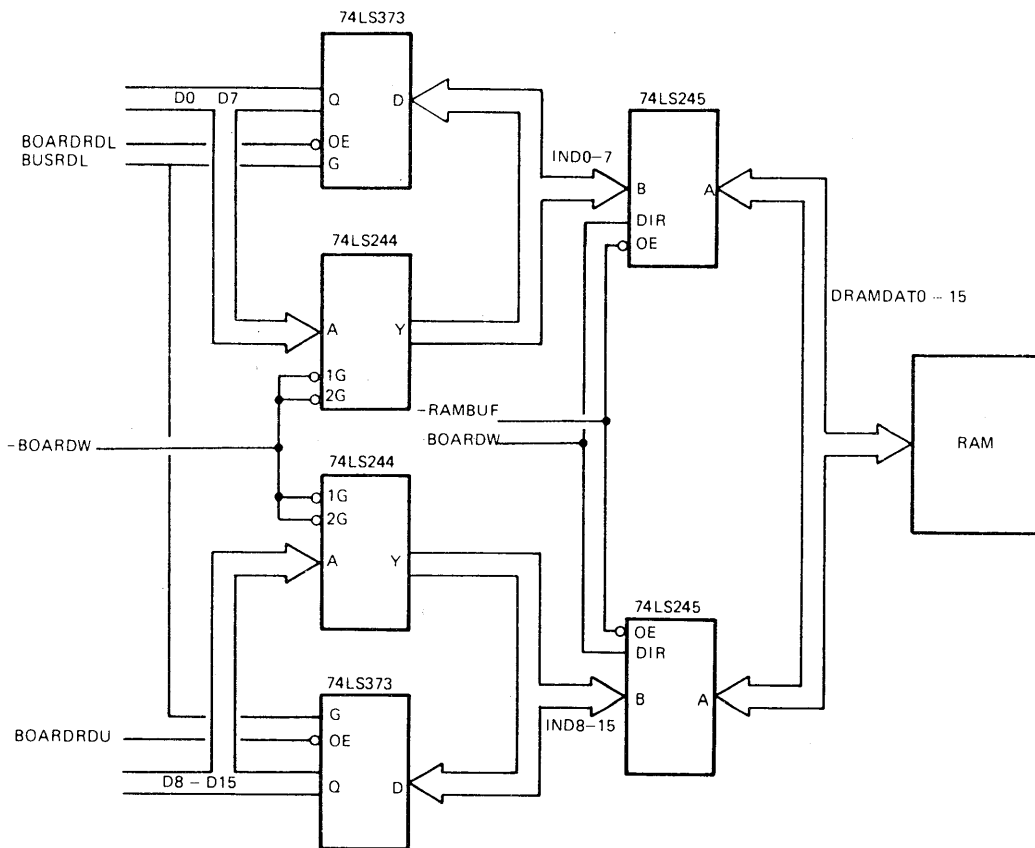 74LS373
D0 D7
Q
D
BOARDRDL
OE
BUSRDL
G
74LS245
IND0-7
B
A
DIR
OE
74LS244
A
Y
1G
2G
DRAMDAT0 - 15
-RAMBUF
BOARDW
-BOARDW
RAM
74LS244
1G
2G
A
Y
74LS245
OE
DIR
B
A
74LS373
G
BOARDRDU
OE
IND8-15
D8 - D15
Q
D